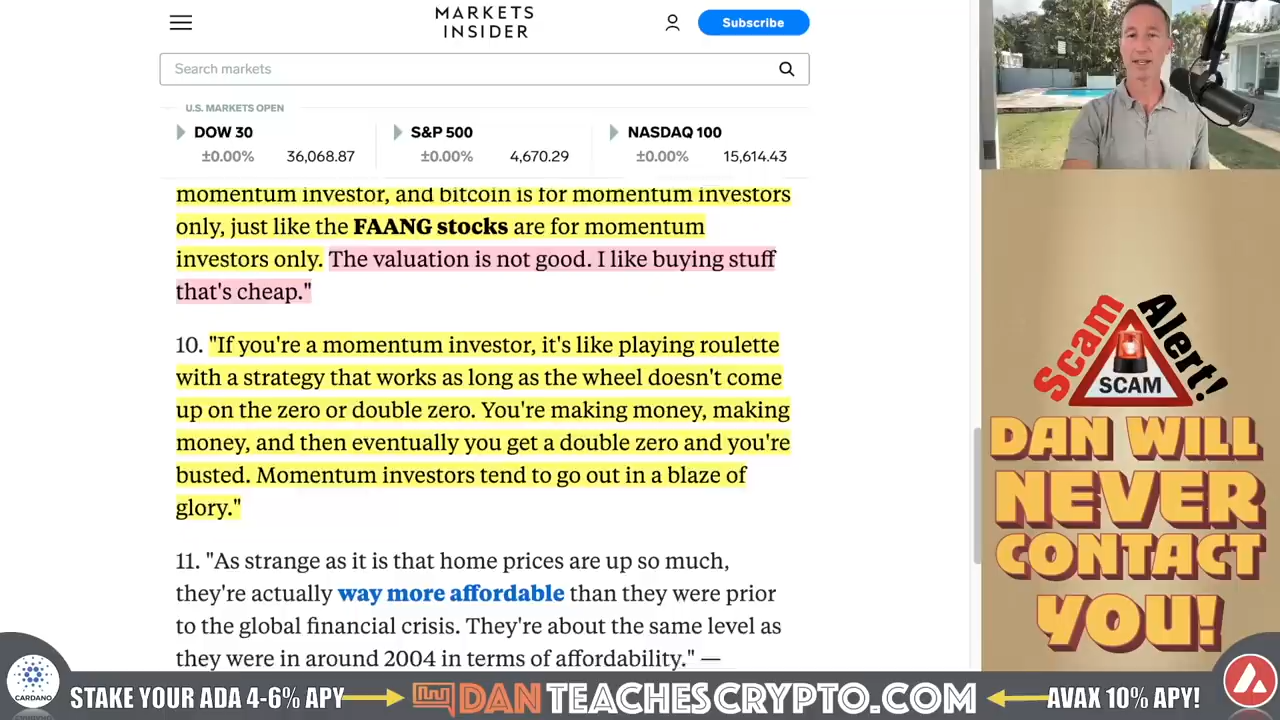 MARKETS
INSIDER
Subscribe
Search markets
U.S. MARKETS OPEN
DOW 30
±0.00% 36,068.87
S&P 500
±0.00% 4,670.29
NASDAQ 100
±0.00% 15,614.43
momentum investor, and bitcoin is for momentum investors
only, just like the FAANG stocks are for momentum
investors only. The valuation is not good. I like buying stuff
that's cheap."
10. "If you're a momentum investor, it's like playing roulette
with a strategy that works as long as the wheel doesn't come
up on the zero or double zero. You're making money, making
money, and then eventually you get a double zero and you're
busted. Momentum investors tend to go out in a blaze of
glory."
11. "As strange as it is that home prices are up so much,
they're actually way more affordable than they were prior
to the global financial crisis. They're about the same level as
they were in around 2004 in terms of affordability." —
Scam Alert!
SCAM
DAN WILL
NEVER
CONTACT
YOU!
CARDANO
STAKE YOUR ADA 4-6% APY
DANTEACHESCRYPTO.COM
AVAX 10% APY!